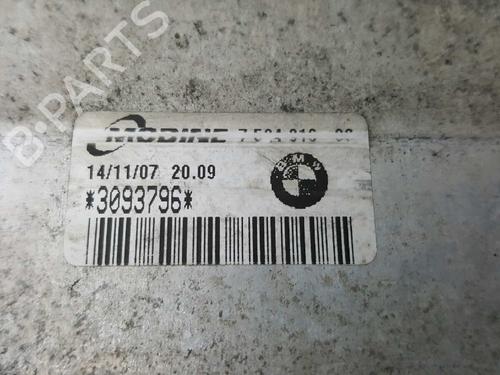 B-PARTS
MODINE
14/11/07 20.09
*3093796*
BMW